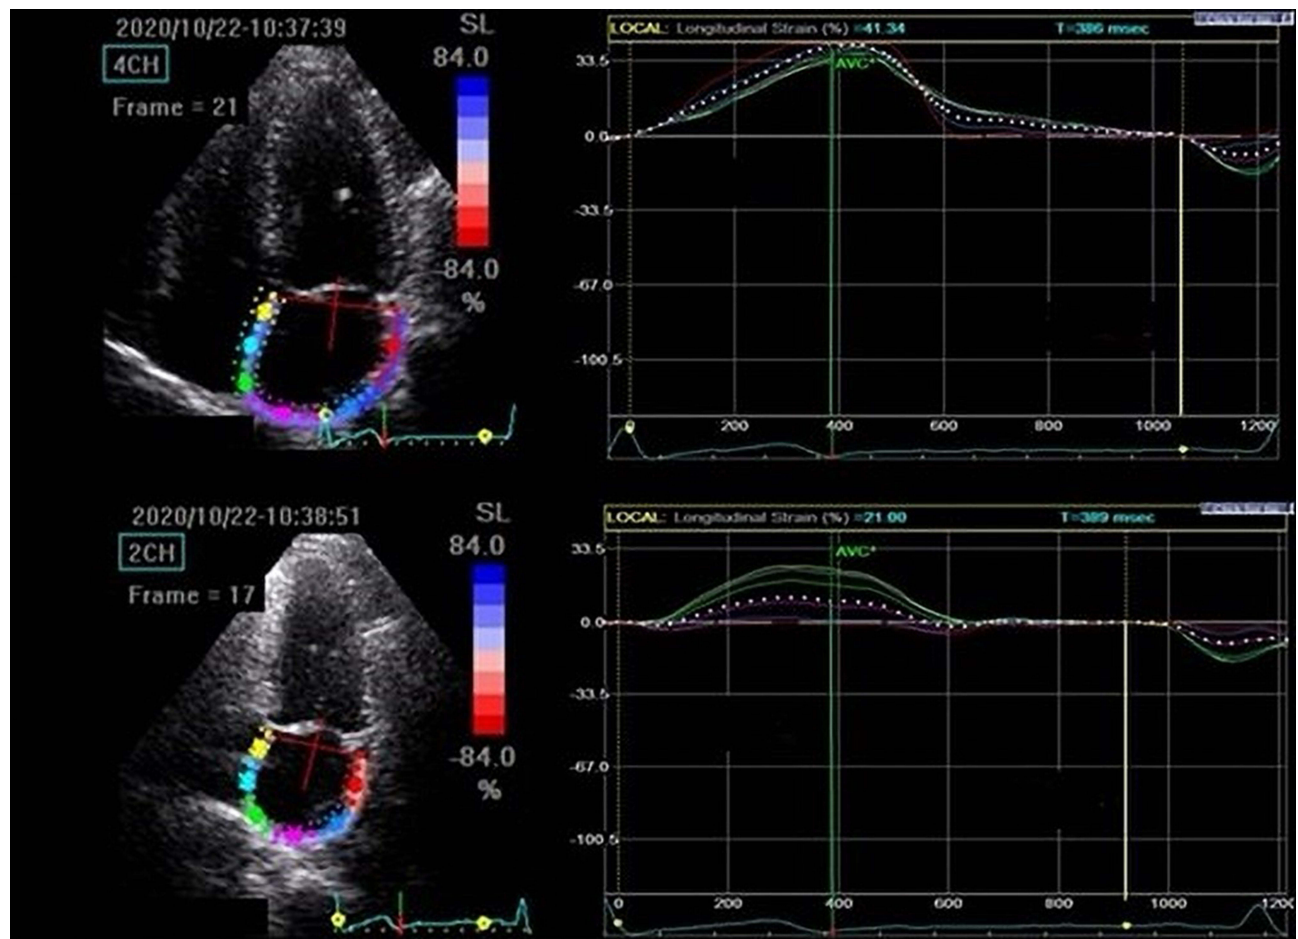 2020/10/22-10:37:39
SL
4CH
84.0
Frame = 21
-84.0
%
LOCAL: Longitudinal Strain (%) =41.34 T=386 msec
33.5
AVC*
0.0
-33.5
-67.0
-100.5
0 200 400 600 800 1000 1200
2020/10/22-10:38:51
SL
2CH
84.0
Frame = 17
-84.0
%
LOCAL: Longitudinal Strain (%) =21.00 T=389 msec
33.5
AVC*
0.0
-33.5
-67.0
-100.5
0 200 400 600 800 1000 1200